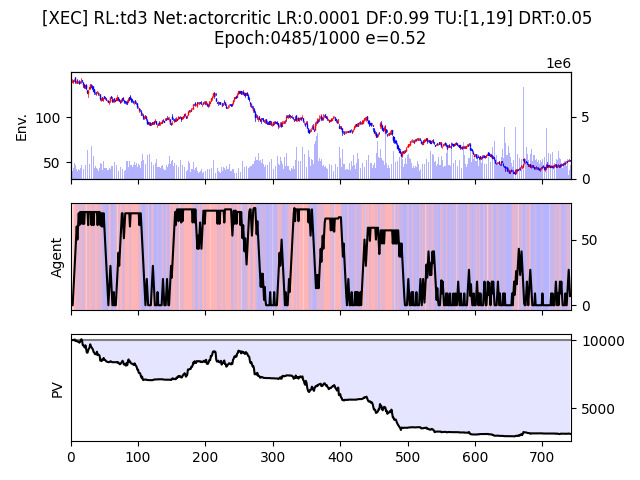 [XEC] RL:td3 Net:actorcritic LR:0.0001 DF:0.99 TU:[1,19] DRT:0.05
Epoch:0485/1000 e=0.52
1e6
Env.
100
50
5
0
Agent
50
0
PV
10000
5000
0 100 200 300 400 500 600 700